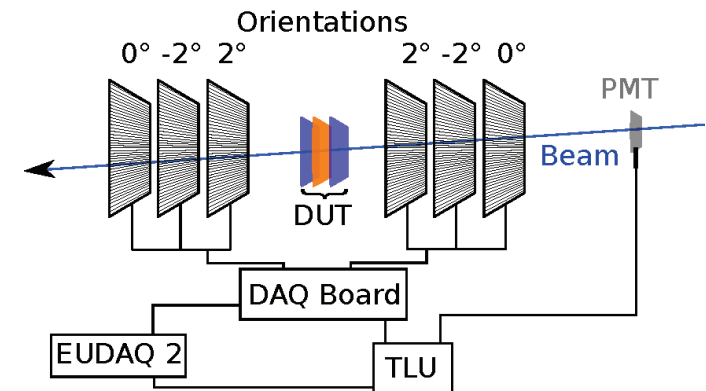 Orientations
0° -2° 2°
2° -2° 0°
PMT
Beam
DUT
DAQ Board
EUDAQ 2
TLU